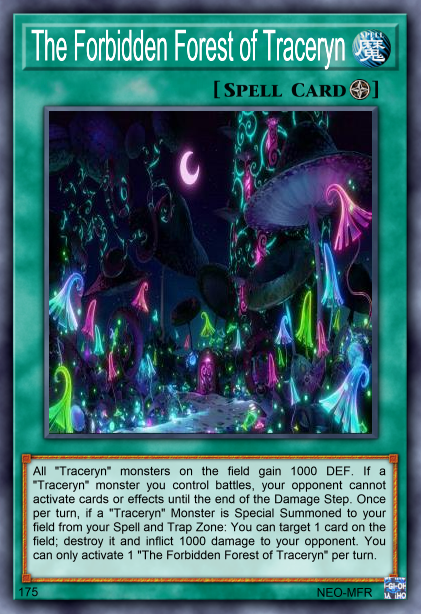 The Forbidden Forest of Traceryn
SPELL
魔
[SPELL CARD]
All "Traceryn" monsters on the field gain 1000 DEF. If a
"Traceryn" monster you control battles, your opponent cannot
activate cards or effects until the end of the Damage Step. Once
per turn, if a "Traceryn" Monster is Special Summoned to your
field from your Spell and Trap Zone: You can target 1 card on the
field; destroy it and inflict 1000 damage to your opponent. You
can only activate 1 "The Forbidden Forest of Traceryn" per turn.
175
NEO-MFR